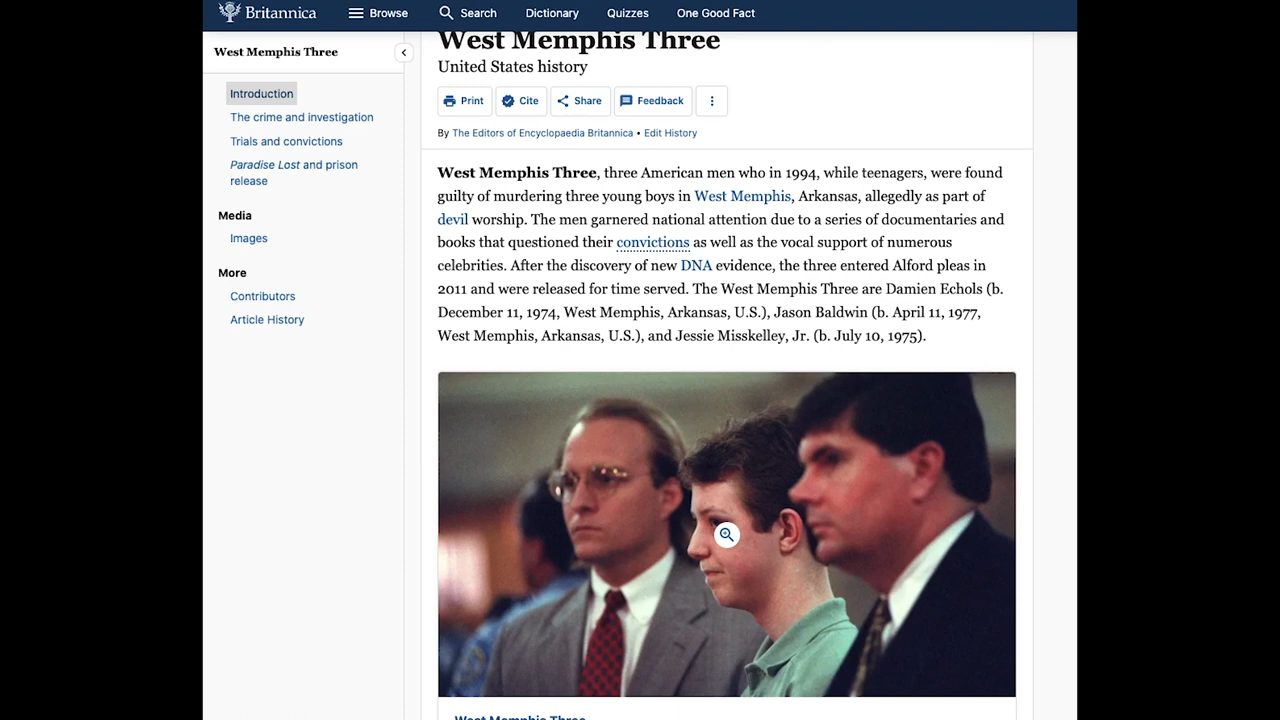 Britannica
Browse
Search
Dictionary
Quizzes
One Good Fact
West Memphis Three
Introduction
The crime and investigation
Trials and convictions
Paradise Lost and prison
release
Media
Images
More
Contributors
Article History
West Memphis Three
United States history
Print
Cite
Share
Feedback
By The Editors of Encyclopaedia Britannica • Edit History
West Memphis Three, three American men who in 1994, while teenagers, were found
guilty of murdering three young boys in West Memphis, Arkansas, allegedly as part of
devil worship. The men garnered national attention due to a series of documentaries and
books that questioned their convictions as well as the vocal support of numerous
celebrities. After the discovery of new DNA evidence, the three entered Alford pleas in
2011 and were released for time served. The West Memphis Three are Damien Echols (b.
December 11, 1974, West Memphis, Arkansas, U.S.), Jason Baldwin (b. April 11, 1977,
West Memphis, Arkansas, U.S.), and Jessie Misskelley, Jr. (b. July 10, 1975).
West Memphis Three